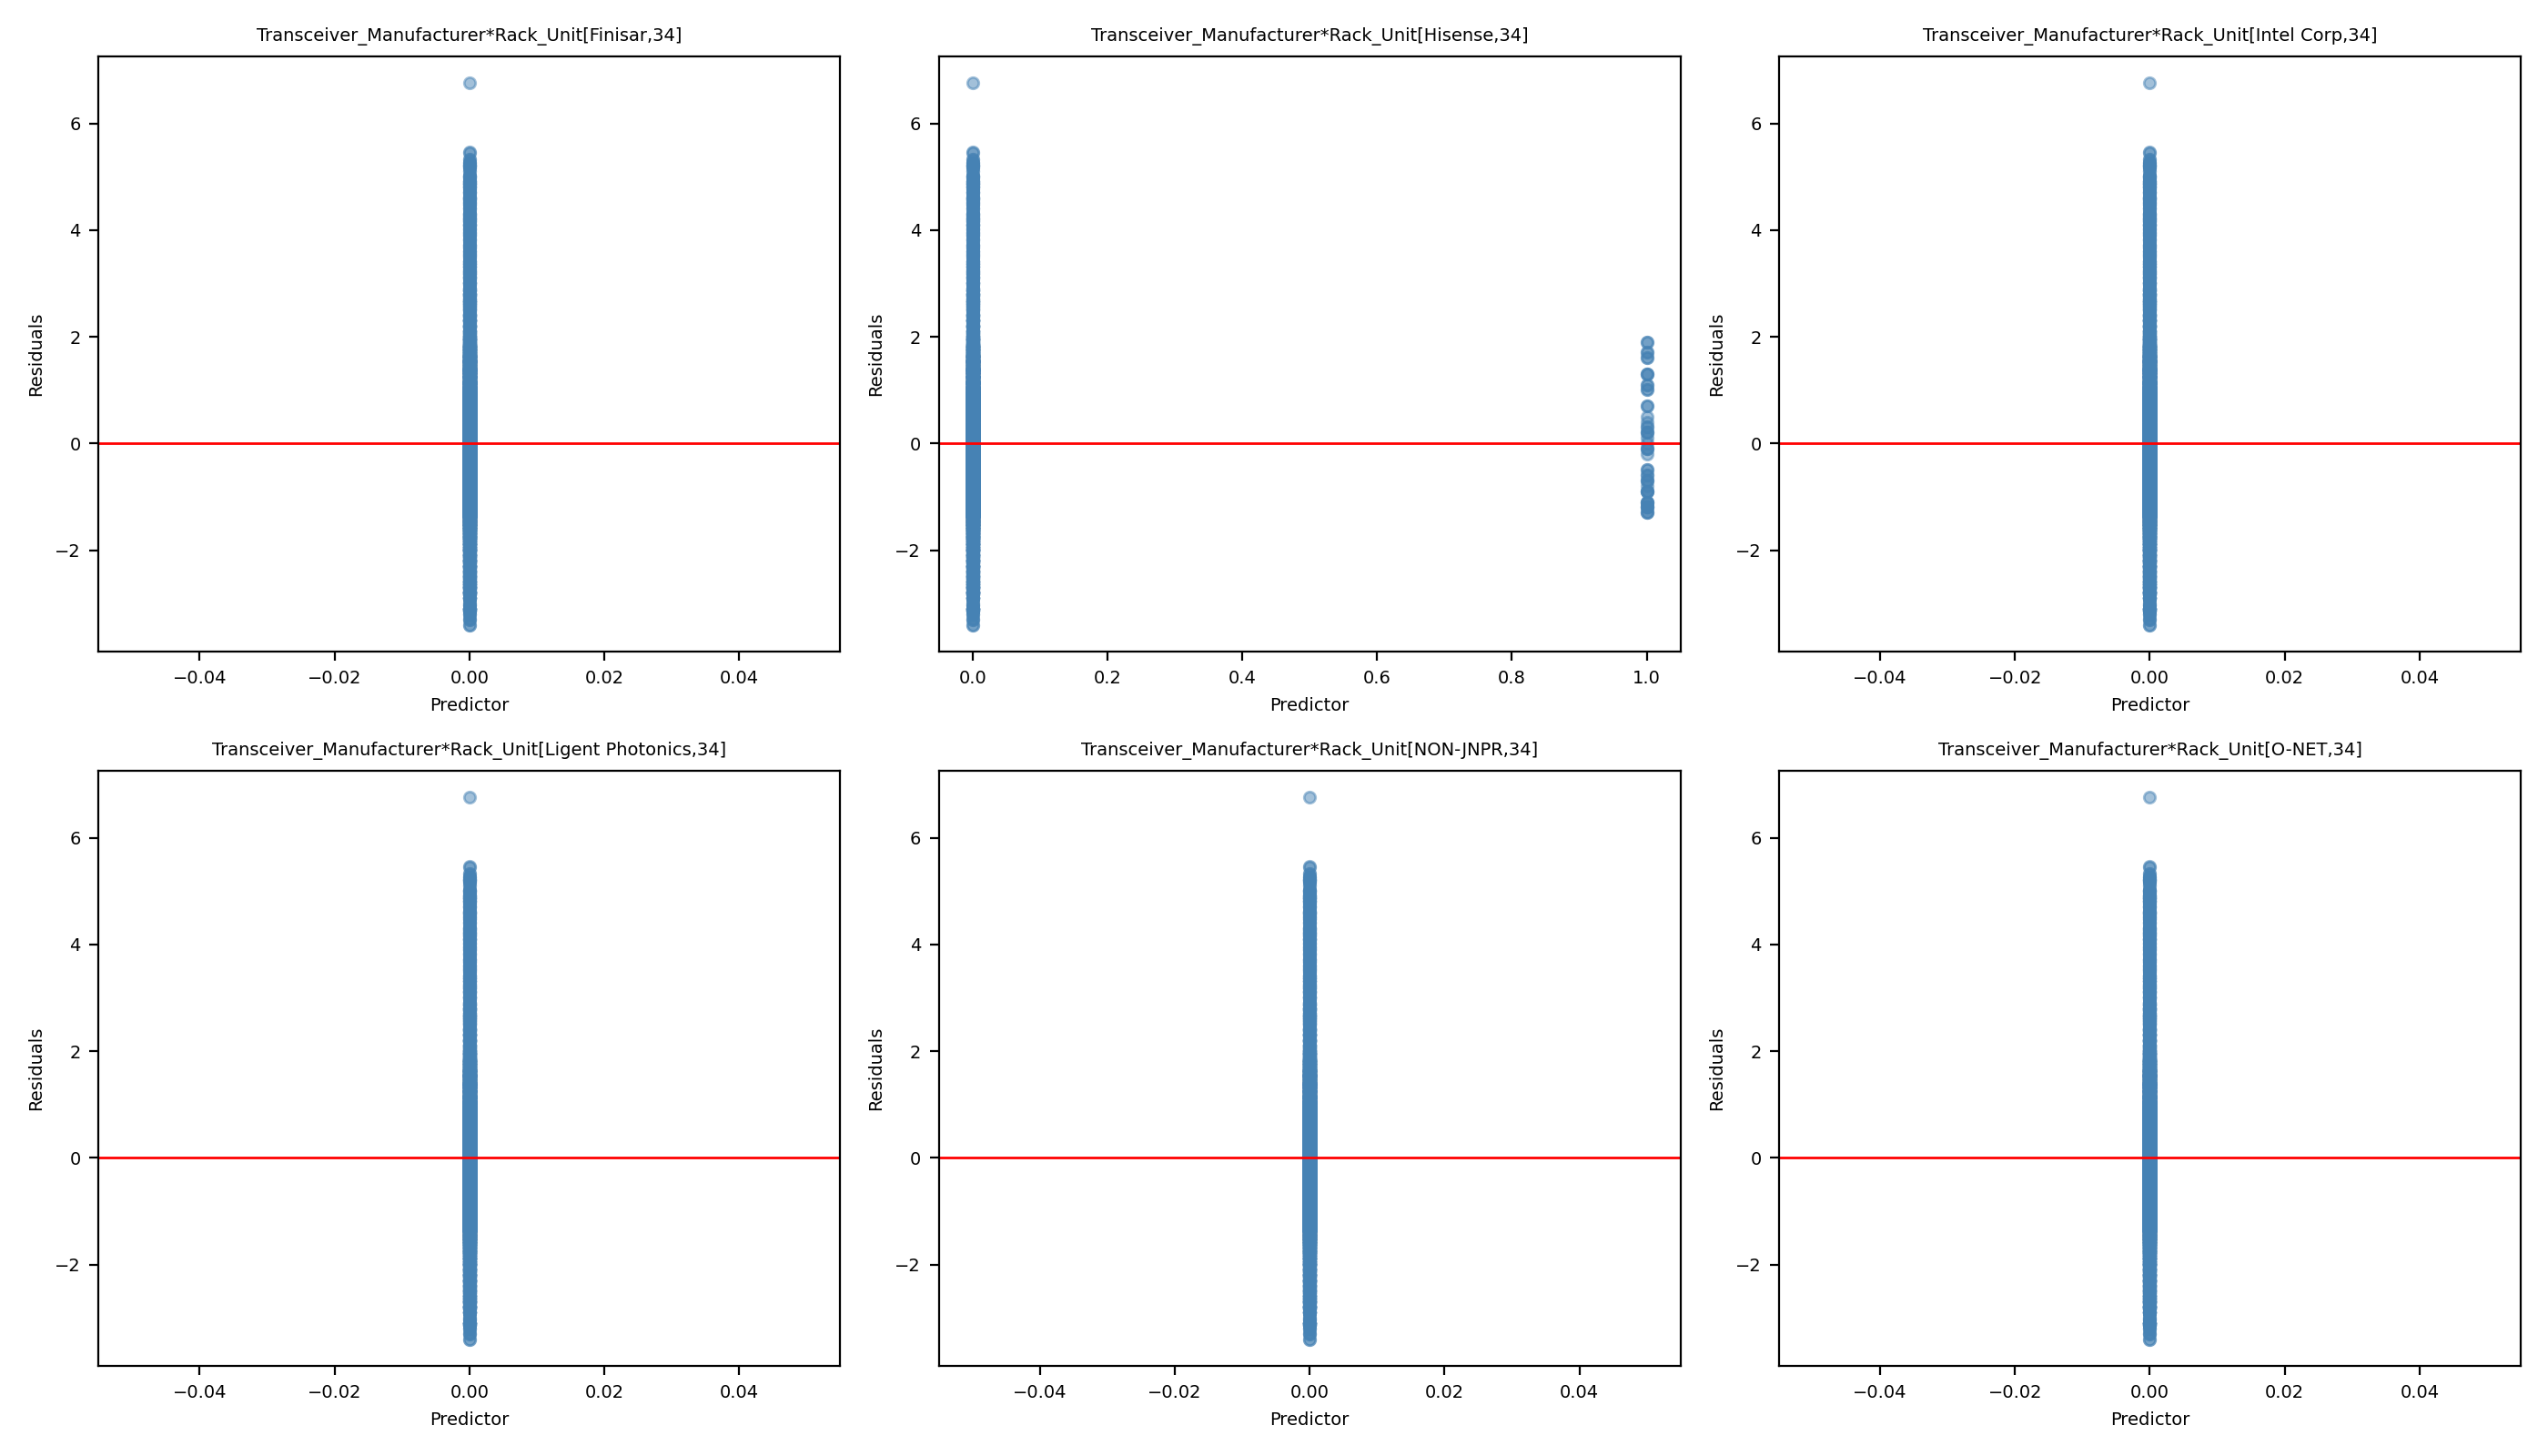 Transceiver_Manufacturer*Rack_Unit[Finisar,34]
6
4
2
0
−2
Residuals
−0.04 −0.02 0.00 0.02 0.04
Predictor
Transceiver_Manufacturer*Rack_Unit[Hisense,34]
6
4
2
0
−2
Residuals
0.0 0.2 0.4 0.6 0.8 1.0
Predictor
Transceiver_Manufacturer*Rack_Unit[Intel Corp,34]
6
4
2
0
−2
Residuals
−0.04 −0.02 0.00 0.02 0.04
Predictor
Transceiver_Manufacturer*Rack_Unit[Ligent Photonics,34]
6
4
2
0
−2
Residuals
−0.04 −0.02 0.00 0.02 0.04
Predictor
Transceiver_Manufacturer*Rack_Unit[NON-JNPR,34]
6
4
2
0
−2
Residuals
−0.04 −0.02 0.00 0.02 0.04
Predictor
Transceiver_Manufacturer*Rack_Unit[O-NET,34]
6
4
2
0
−2
Residuals
−0.04 −0.02 0.00 0.02 0.04
Predictor